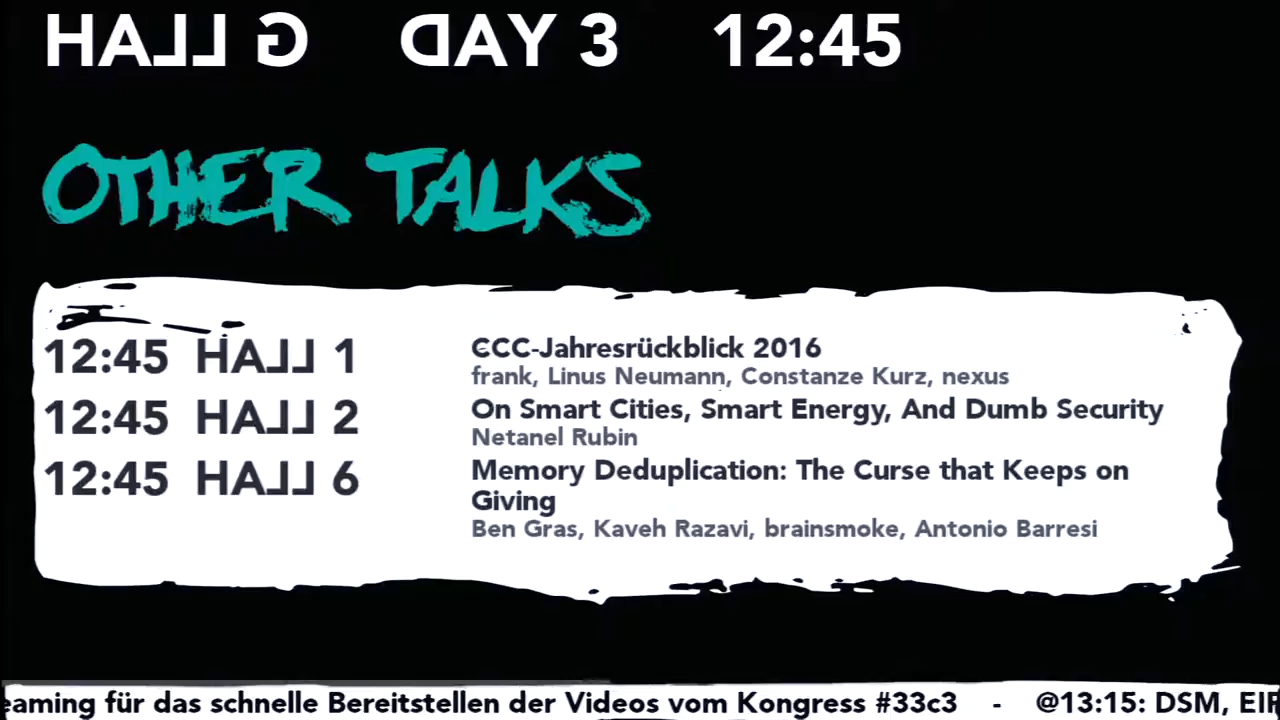 HALL G DAY 3 12:45
OTHER TALKS
12:45 HALL 1 CCC-Jahresrückblick 2016
frank, Linus Neumann, Constanze Kurz, nexus
12:45 HALL 2 On Smart Cities, Smart Energy, And Dumb Security
Netanel Rubin
12:45 HALL 6 Memory Deduplication: The Curse that Keeps on
Giving
Ben Gras, Kaveh Razavi, brainsmoke, Antonio Barresi
für das schnelle Bereitstellen der Videos vom Kongress #33c3 - @13:15: DSM,